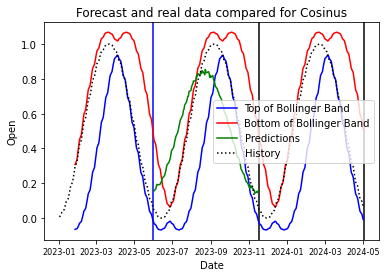 Forecast and real data compared for Cosinus
1.0
0.8
0.6
0.4
0.2
0.0
Open
Top of Bollinger Band
Bottom of Bollinger Band
Predictions
History
2023-01 2023-03 2023-05 2023-07 2023-09 2023-11 2024-01 2024-03 2024-05
Date